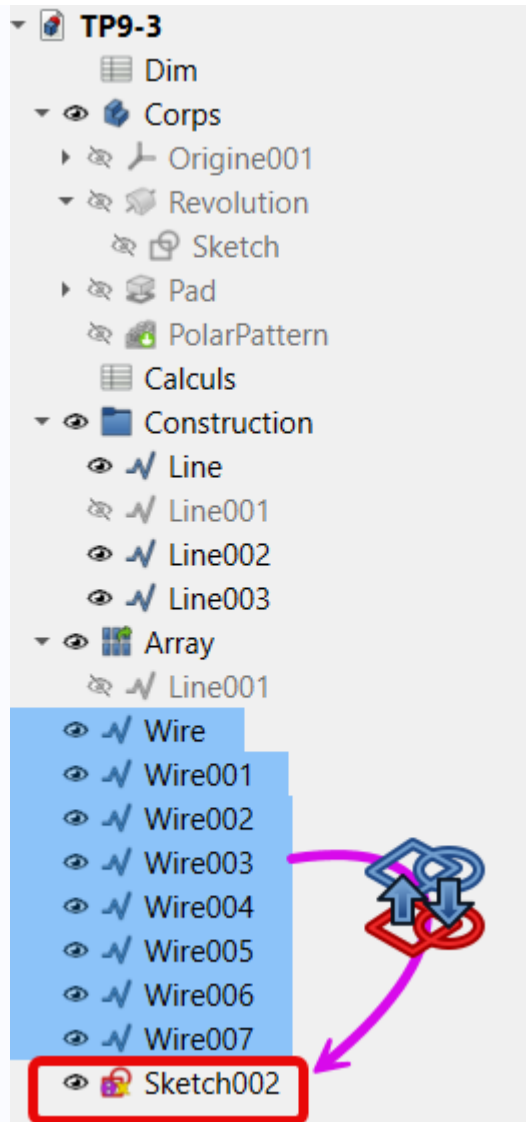 TP9-3
Dim
Corps
Origine001
Revolution
Sketch
Pad
PolarPattern
Calculs
Construction
Line
Line001
Line002
Line003
Array
Line001
Wire
Wire001
Wire002
Wire003
Wire004
Wire005
Wire006
Wire007
Sketch002